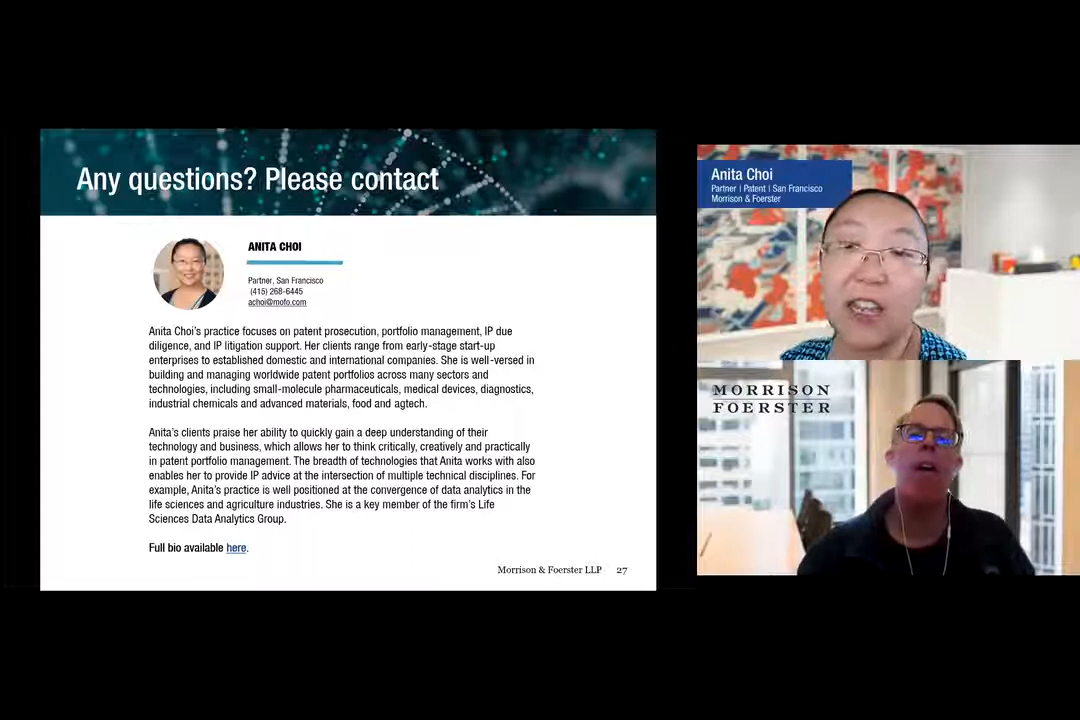 Any questions? Please contact
ANITA CHOI
Partner, San Francisco
(415) 268-6445
achoi@mofo.com
Anita Choi's practice focuses on patent prosecution, portfolio management, IP due
diligence, and IP litigation support. Her clients range from early-stage start-up
enterprises to established domestic and international companies. She is well-versed in
building and managing worldwide patent portfolios across many sectors and
technologies, including small-molecule pharmaceuticals, medical devices, diagnostics,
industrial chemicals and advanced materials, food and agtech.
Anita's clients praise her ability to quickly gain a deep understanding of their
technology and business, which allows her to think critically, creatively and practically
in patent portfolio management. The breadth of technologies that Anita works with also
enables her to provide IP advice at the intersection of multiple technical disciplines. For
example, Anita's practice is well positioned at the convergence of data analytics in the
life sciences and agriculture industries. She is a key member of the firm's Life
Sciences Data Analytics Group.
Full bio available here.
Morrison & Foerster LLP 27
Anita Choi
Partner | Patent | San Francisco
Morrison & Foerster
MORRISON
FOERSTER